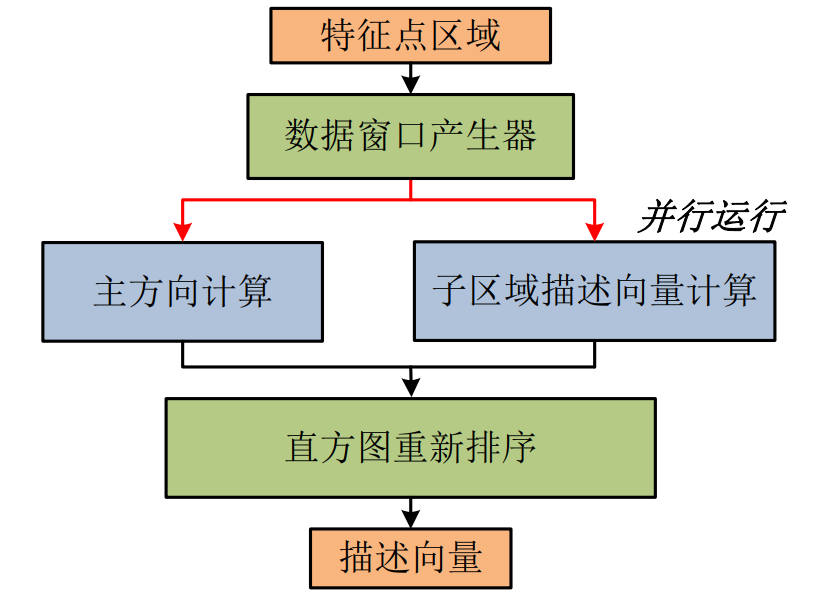 特征点区域
数据窗口产生器
并行运行
主方向计算
子区域描述向量计算
直方图重新排序
描述向量